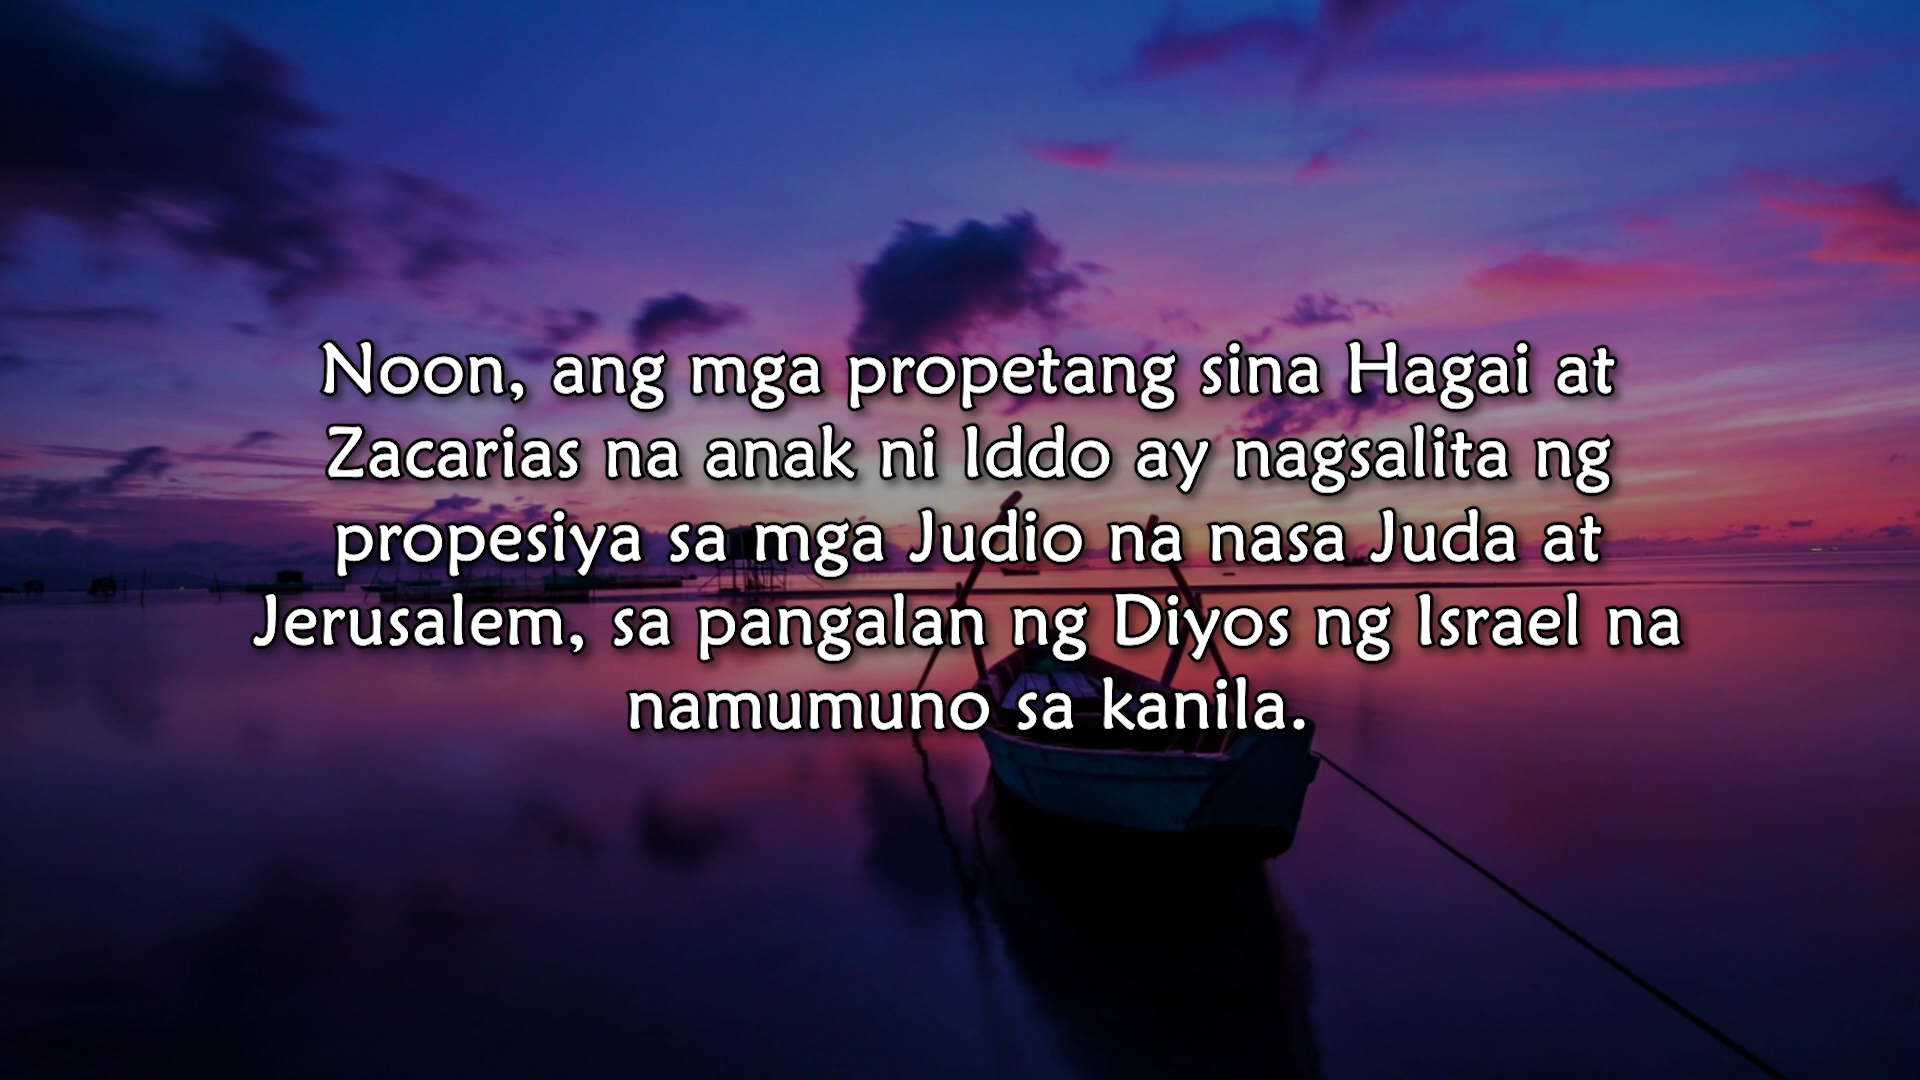 Noon, ang mga propetang sina Hagai at
Zacarias na anak ni Iddo ay nagsalita ng
propesiya sa mga Judio na nasa Juda at
Jerusalem, sa pangalan ng Diyos ng Israel na
namumuno sa kanila.